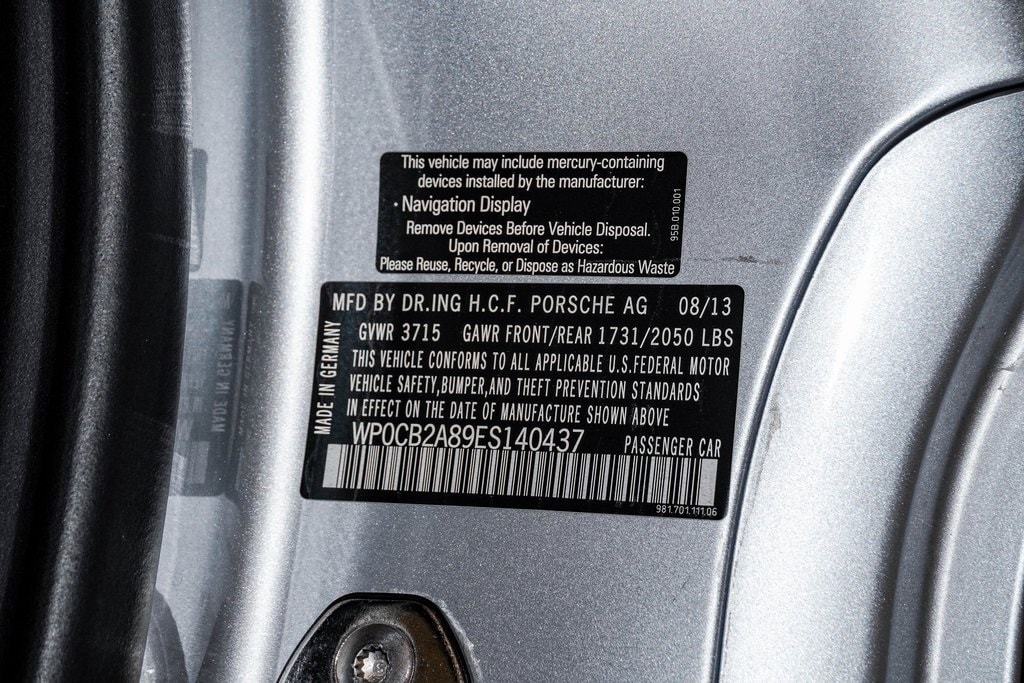 This vehicle may include mercury-containing
devices installed by the manufacturer:
• Navigation Display
Remove Devices Before Vehicle Disposal.
Upon Removal of Devices:
Please Reuse, Recycle, or Dispose as Hazardous Waste
95B.010.001
MFD BY DR.ING H.C.F. PORSCHE AG 08/13
GVWR 3715 GAWR FRONT/REAR 1731/2050 LBS
THIS VEHICLE CONFORMS TO ALL APPLICABLE U.S.FEDERAL MOTOR
VEHICLE SAFETY,BUMPER,AND THEFT PREVENTION STANDARDS
IN EFFECT ON THE DATE OF MANUFACTURE SHOWN ABOVE
MADE IN GERMANY
WP0CB2A89ES140437 PASSENGER CAR
981.701.111.06